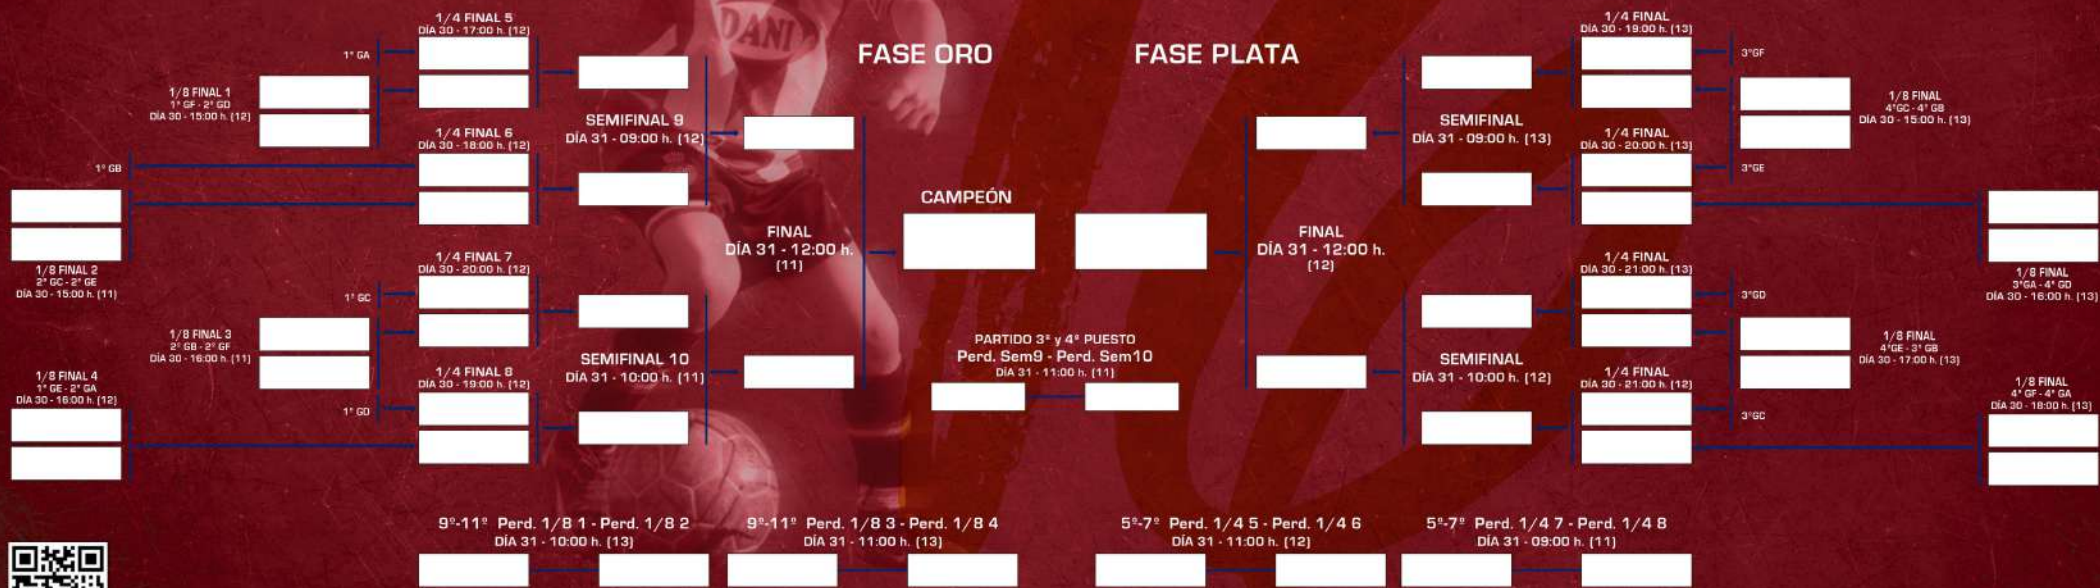 FASE ORO
1/4 FINAL 5
DÍA 30 - 17:00 h. (12)
1º GA
1/8 FINAL 1
1º GF - 2º GD
DÍA 30 - 15:00 h. (12)
1/4 FINAL 6
DÍA 30 - 18:00 h. (12)
1º GB
1/8 FINAL 2
2º GC - 2º GE
DÍA 30 - 15:00 h. (11)
SEMIFINAL 9
DÍA 31 - 09:00 h. (12)
1/4 FINAL 7
DÍA 30 - 20:00 h. (12)
1º GC
1/8 FINAL 3
2º GB - 2º GF
DÍA 30 - 16:00 h. (11)
1/8 FINAL 4
1º GE - 2º GA
DÍA 30 - 16:00 h. (12)
1/4 FINAL 8
DÍA 30 - 19:00 h. (12)
1º GD
SEMIFINAL 10
DÍA 31 - 10:00 h. (11)
FINAL
DÍA 31 - 12:00 h.
(11)
CAMPEÓN
DANI
FASE PLATA
1/4 FINAL
DÍA 30 - 19:00 h. (13)
3ºGF
1/8 FINAL
4ºGC - 4º GB
DÍA 30 - 15:00 h. (13)
SEMIFINAL
DÍA 31 - 09:00 h. (13)
1/4 FINAL
DÍA 30 - 20:00 h. (13)
3ºGE
1/8 FINAL
3ºGA - 4º GD
DÍA 30 - 16:00 h. (13)
FINAL
DÍA 31 - 12:00 h.
(12)
1/4 FINAL
DÍA 30 - 21:00 h. (13)
3ºGD
1/8 FINAL
4ºGE - 3º GB
DÍA 30 - 17:00 h. (13)
SEMIFINAL
DÍA 31 - 10:00 h. (12)
1/4 FINAL
DÍA 30 - 21:00 h. (12)
3ºGC
1/8 FINAL
4º GF - 4º GA
DÍA 30 - 18:00 h. (13)
PARTIDO 3º y 4º PUESTO
Perd. Sem9 - Perd. Sem10
DÍA 31 - 11:00 h. (11)
9º-11º Perd. 1/8 1 - Perd. 1/8 2
DÍA 31 - 10:00 h. (13)
9º-11º Perd. 1/8 3 - Perd. 1/8 4
DÍA 31 - 11:00 h. (13)
5º-7º Perd. 1/4 5 - Perd. 1/4 6
DÍA 31 - 11:00 h. (12)
5º-7º Perd. 1/4 7 - Perd. 1/4 8
DÍA 31 - 09:00 h. (11)